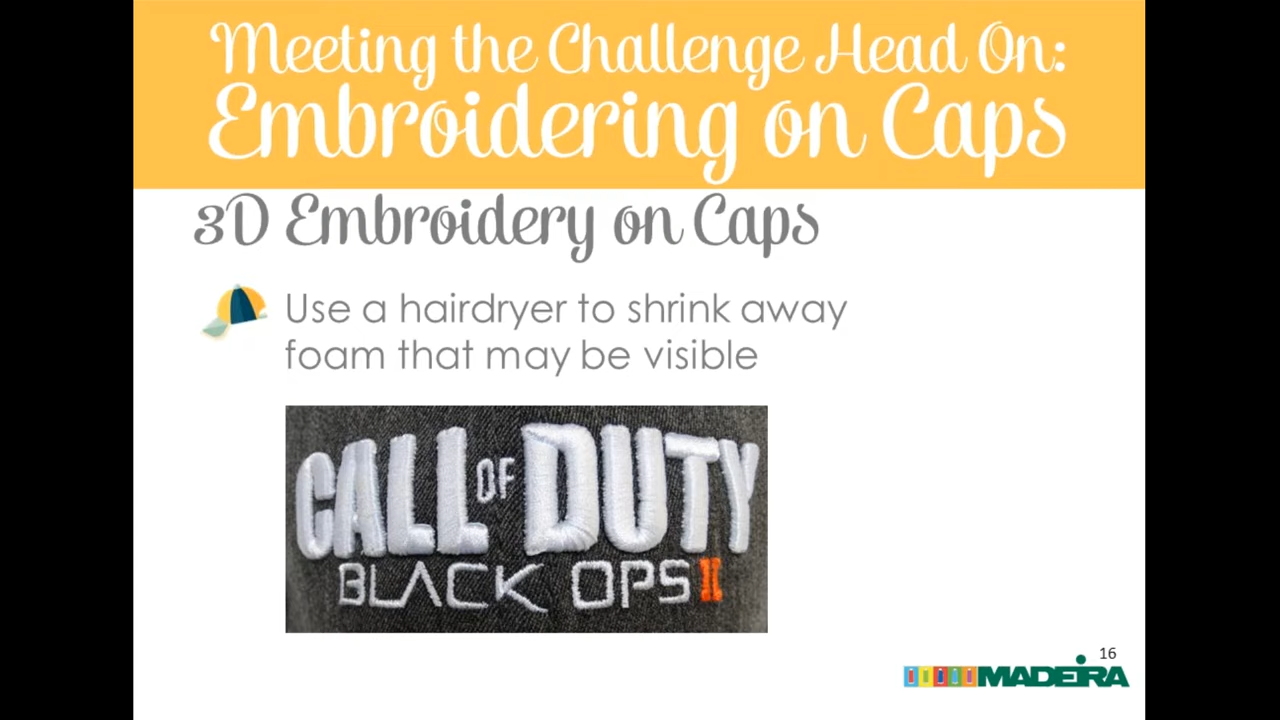 Meeting the Challenge Head On:
Embroidering on Caps
3D Embroidery on Caps
Use a hairdryer to shrink away
foam that may be visible
CALL OF DUTY
BLACK OPS II
16
MADEIRA